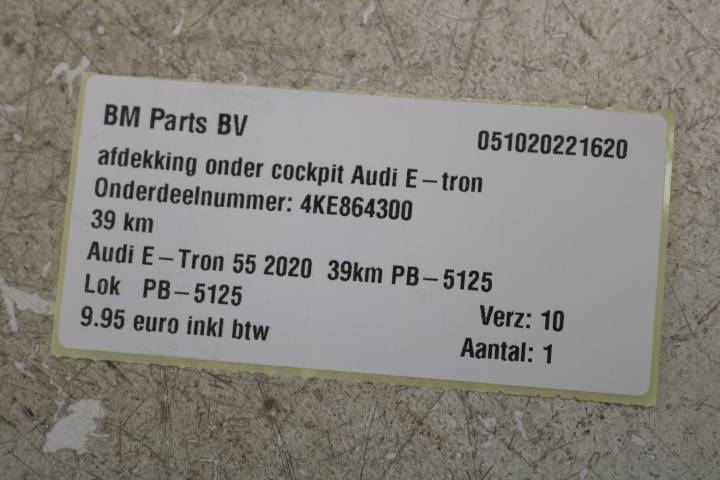 BM Parts BV 051020221620
afdekking onder cockpit Audi E-tron
Onderdeelnummer: 4KE864300
39 km
Audi E-Tron 55 2020 39km PB-5125
Lok PB-5125 Verz: 10
9.95 euro inkl btw Aantal: 1